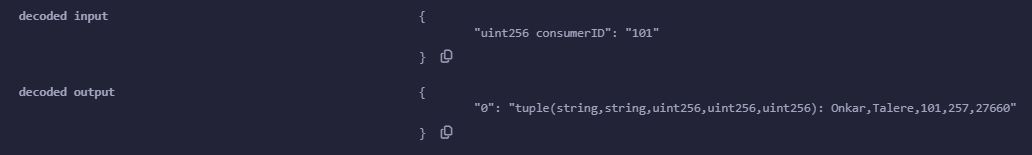 decoded input {
"uint256 consumerID": "101"
}
decoded output {
"0": "tuple(string,string,uint256,uint256,uint256): Onkar,Talere,101,257,27660"
}